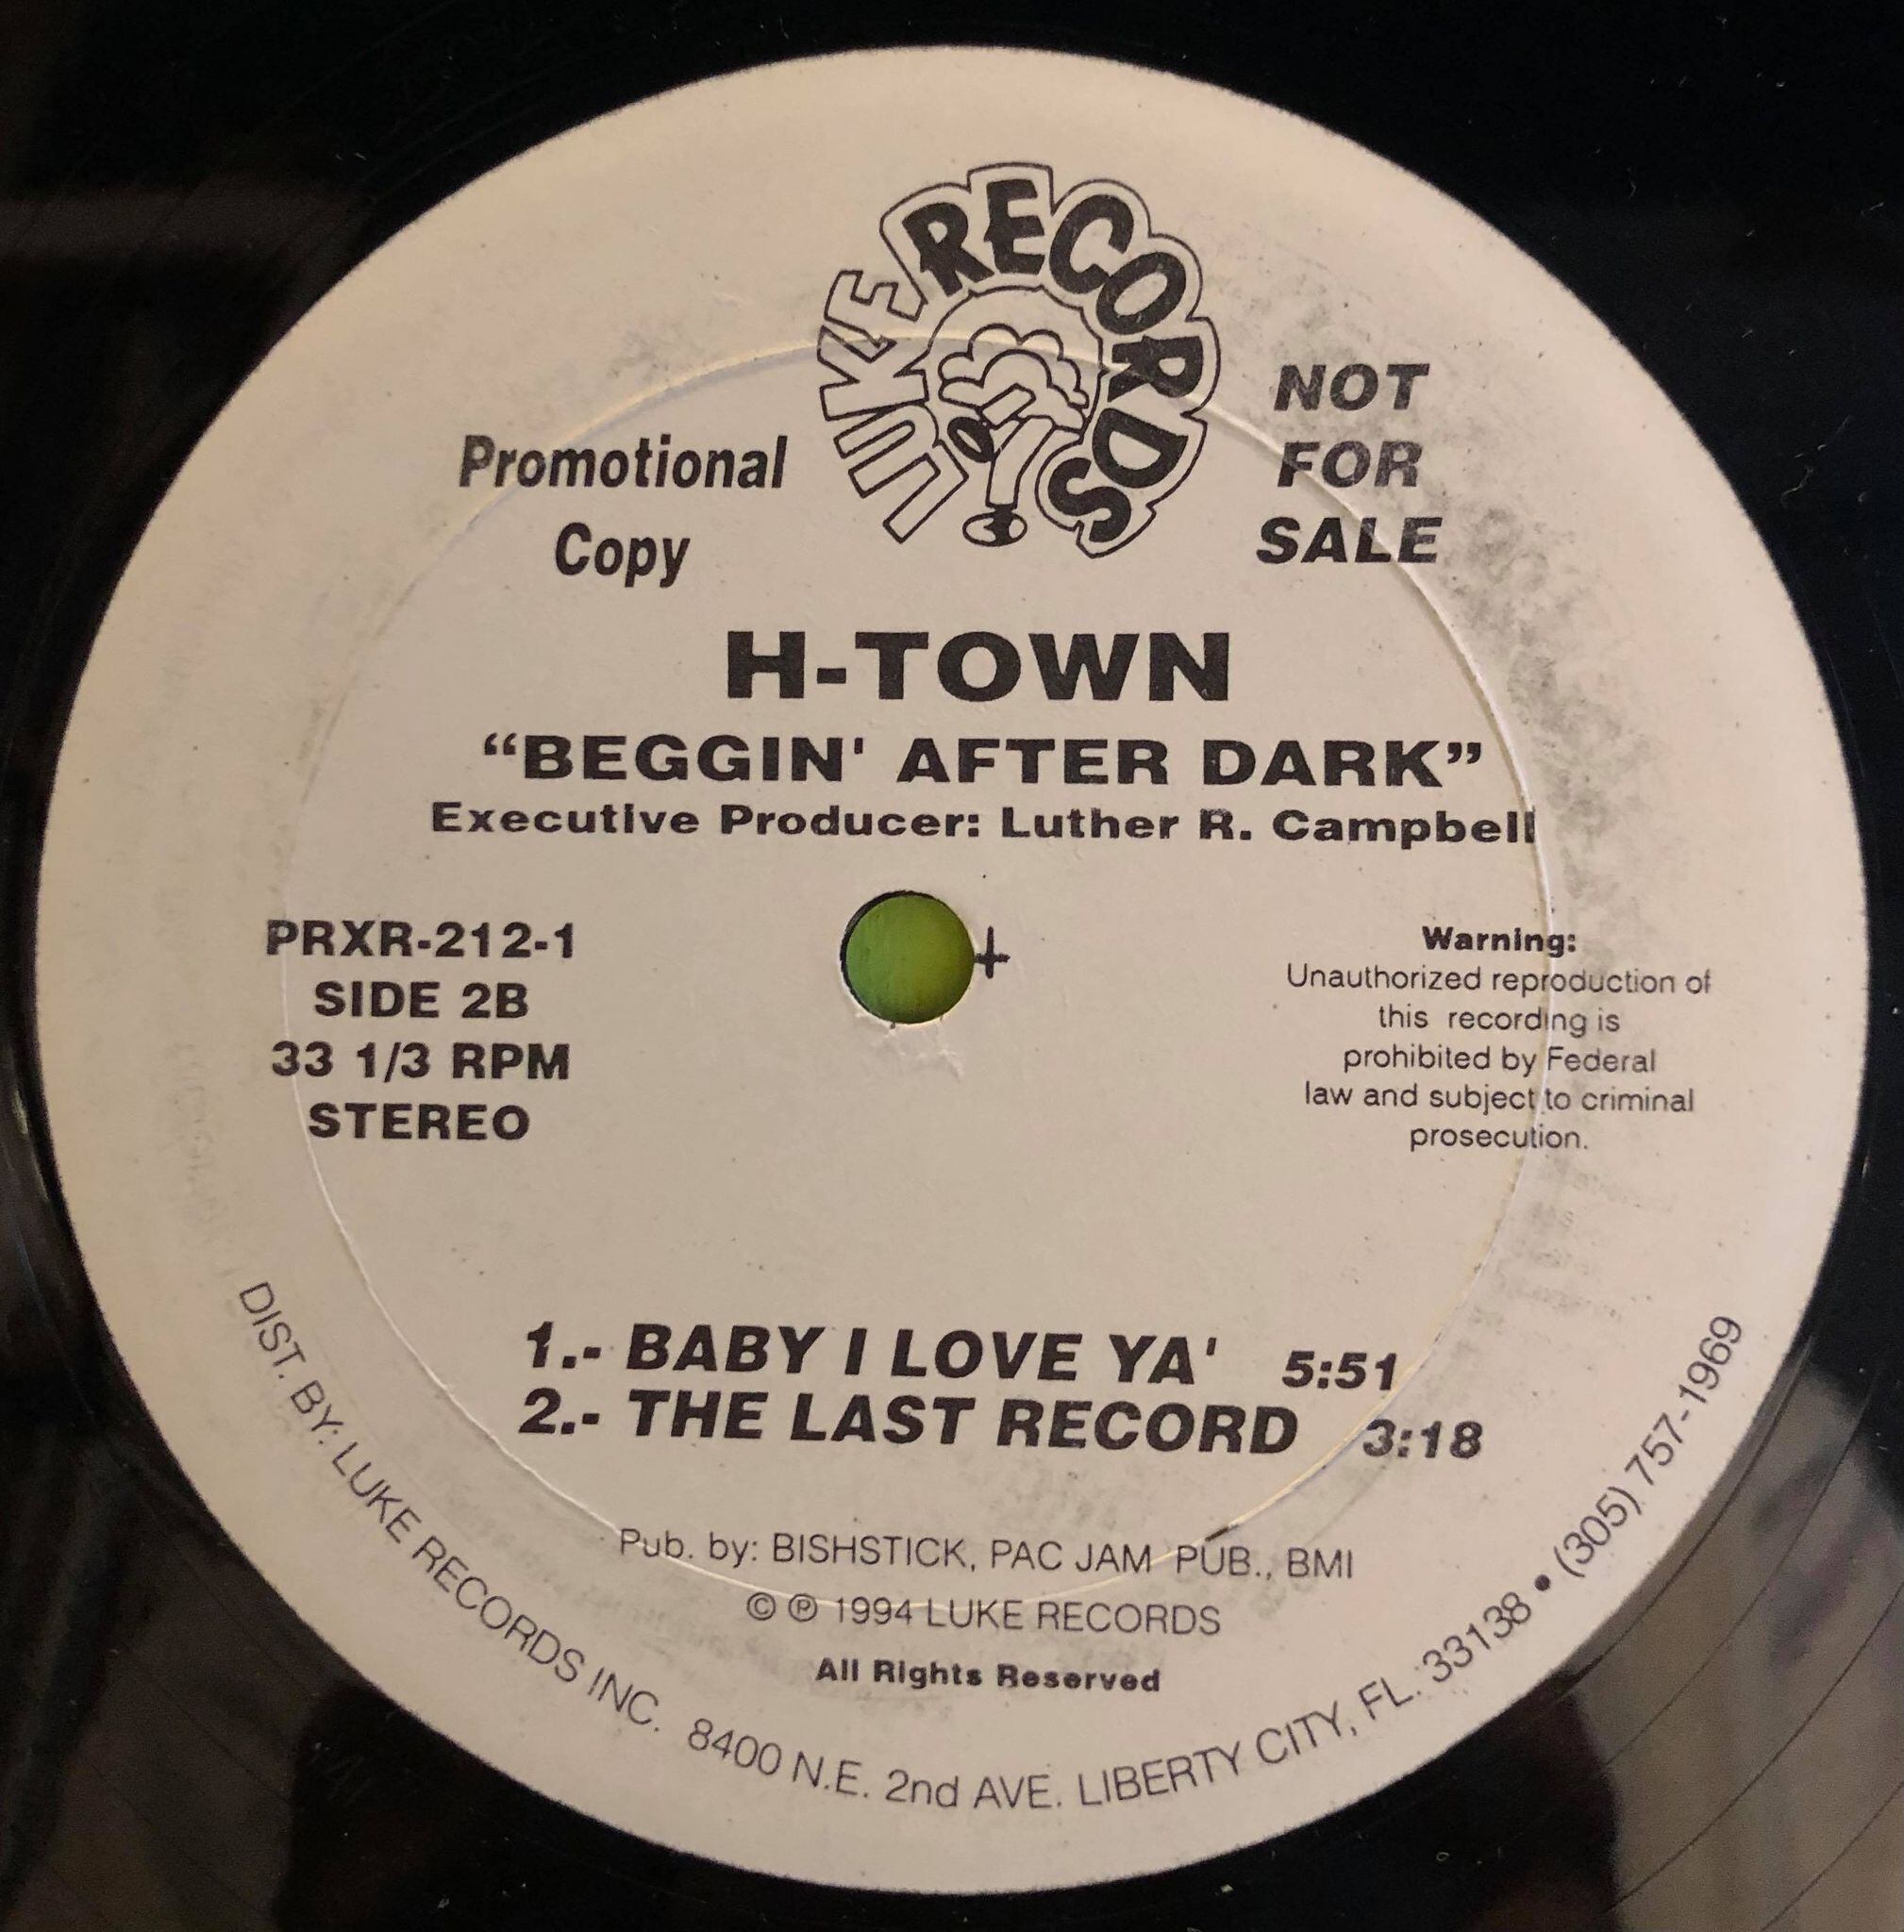 LUKE RECORDS
Promotional
Copy
NOT
FOR
SALE
H-TOWN
“BEGGIN' AFTER DARK”
Executive Producer: Luther R. Campbell
PRXR-212-1
SIDE 2B
33 1/3 RPM
STEREO
Warning:
Unauthorized reproduction of
this recording is
prohibited by Federal
law and subject to criminal
prosecution.
1.- BABY I LOVE YA' 5:51
2.- THE LAST RECORD 3:18
Pub. by: BISHSTICK, PAC JAM PUB., BMI
© ℗ 1994 LUKE RECORDS
All Rights Reserved
DIST. BY: LUKE RECORDS INC. 8400 N.E. 2nd AVE. LIBERTY CITY, FL. 33138 • (305) 757-1969